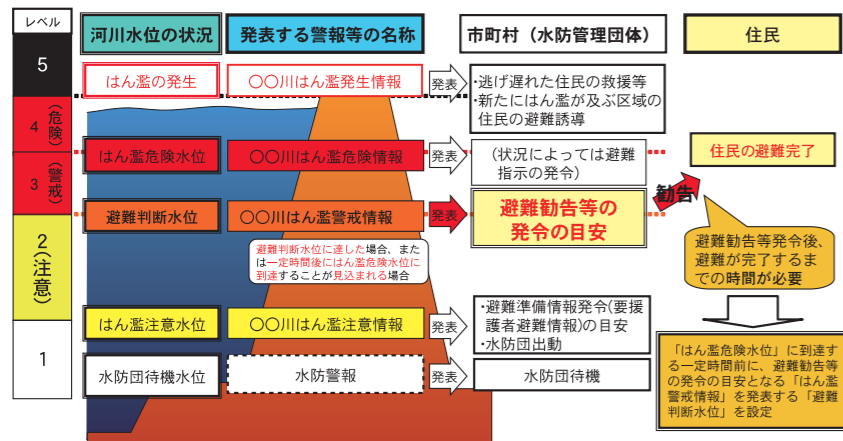 レベル
河川水位の状況
発表する警報等の名称
市町村（水防管理団体）
住民
5
はん濫の発生
〇〇川はん濫発生情報
発表
・逃げ遅れた住民の救援等
・新たにはん濫が及ぶ区域の
住民の避難誘導
4
（危険）
はん濫危険水位
〇〇川はん濫危険情報
発表
（状況によっては避難
指示の発令）
住民の避難完了
3
（警戒）
勧告
避難判断水位
〇〇川はん濫警戒情報
発表
避難勧告等の
発令の目安
避難判断水位に達した場合、また
は一定時間後にはん濫危険水位に
到達することが見込まれる場合
避難勧告等発令後、
避難が完了するま
での時間が必要
2
（注意）
はん濫注意水位
〇〇川はん濫注意情報
発表
・避難準備情報発令(要援
護者避難情報)の目安
・水防団出動
1
水防団待機水位
水防警報
発表
水防団待機
「はん濫危険水位」に到達す
る一定時間前に、避難勧告等
の発令の目安となる「はん濫
警戒情報」を発表する「避難
判断水位」を設定